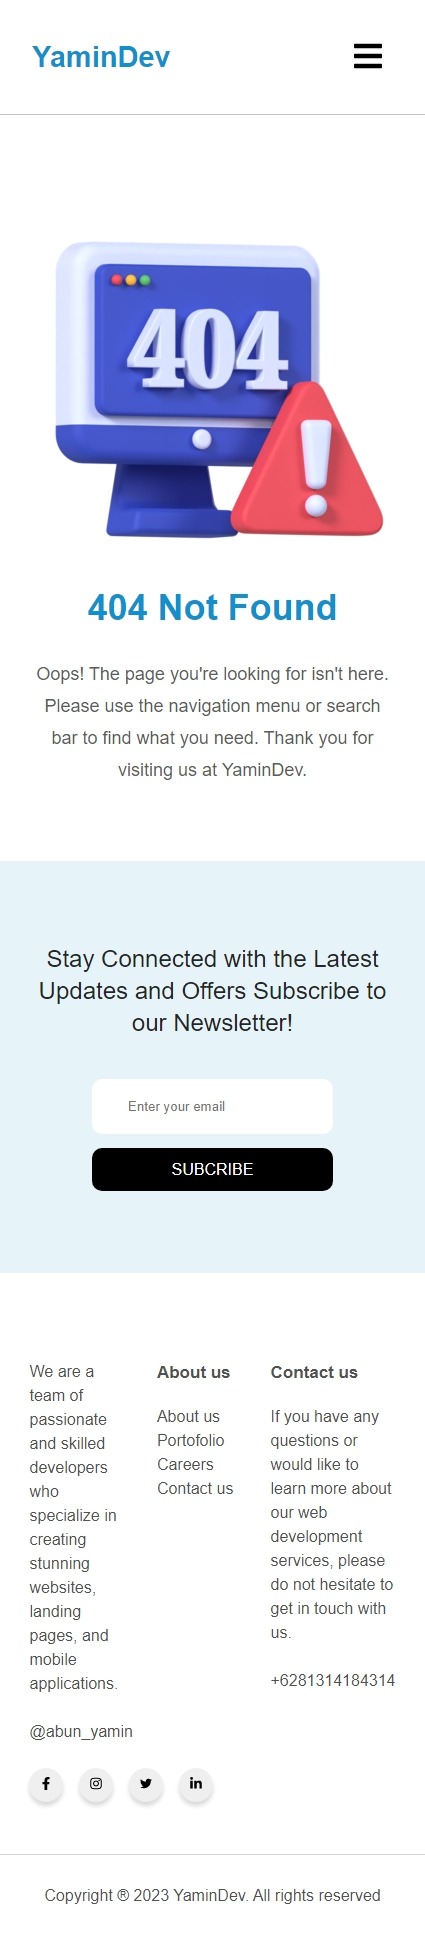 YaminDev
404
404 Not Found
Oops! The page you're looking for isn't here.
Please use the navigation menu or search
bar to find what you need. Thank you for
visiting us at YaminDev.
Stay Connected with the Latest
Updates and Offers Subscribe to
our Newsletter!
Enter your email
SUBCRIBE
We are a
team of
passionate
and skilled
developers
who
specialize in
creating
stunning
websites,
landing
pages, and
mobile
applications.
@abun_yamin
About us
About us
Portofolio
Careers
Contact us
Contact us
If you have any
questions or
would like to
learn more about
our web
development
services, please
do not hesitate to
get in touch with
us.
+6281314184314
Copyright ® 2023 YaminDev. All rights reserved